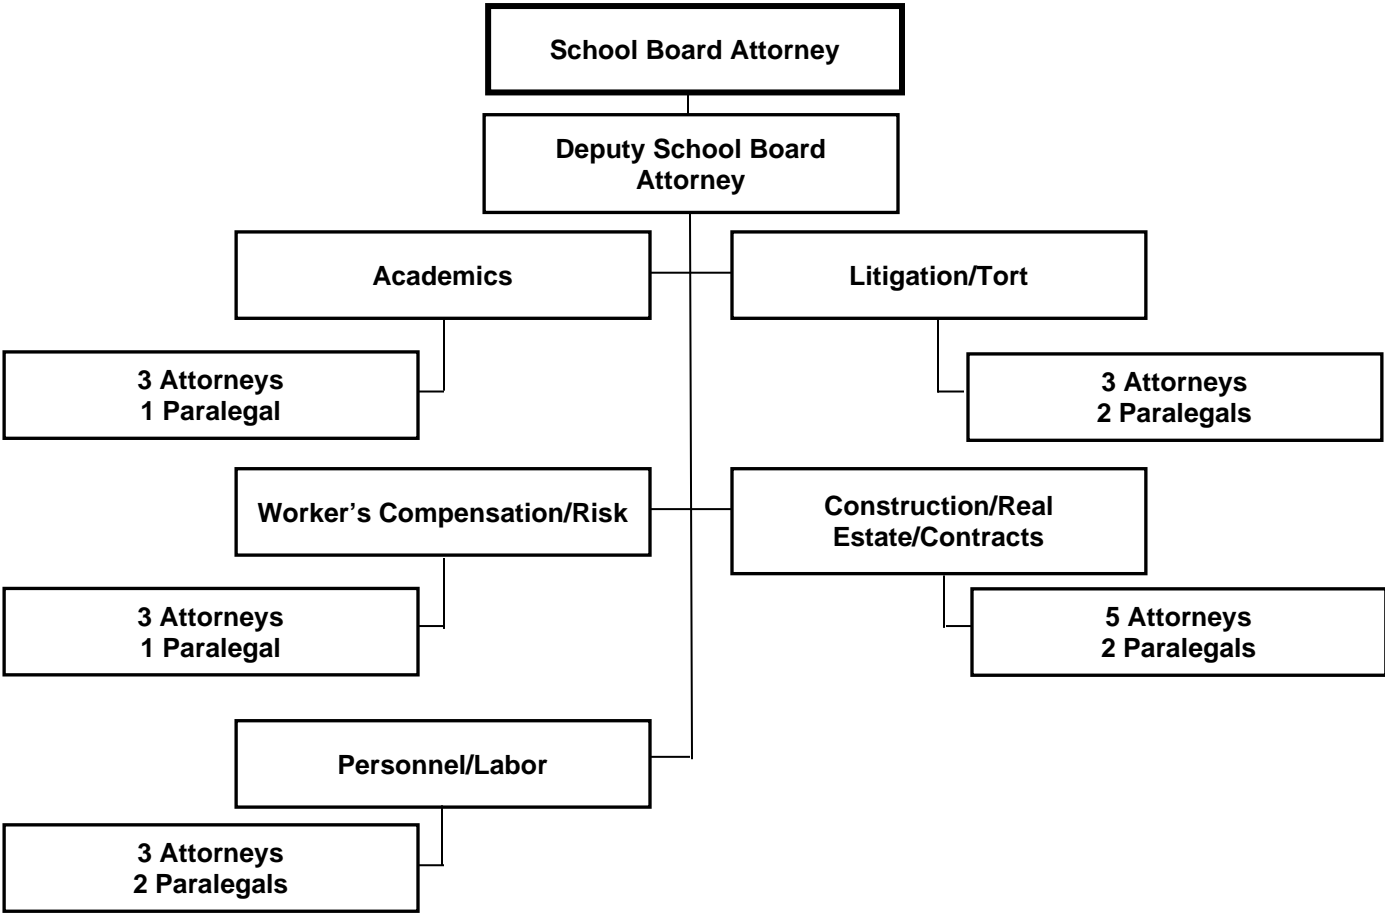 School Board Attorney
Deputy School Board
Attorney
Academics
Litigation/Tort
3 Attorneys
1 Paralegal
3 Attorneys
2 Paralegals
Worker’s Compensation/Risk
Construction/Real
Estate/Contracts
3 Attorneys
1 Paralegal
5 Attorneys
2 Paralegals
Personnel/Labor
3 Attorneys
2 Paralegals